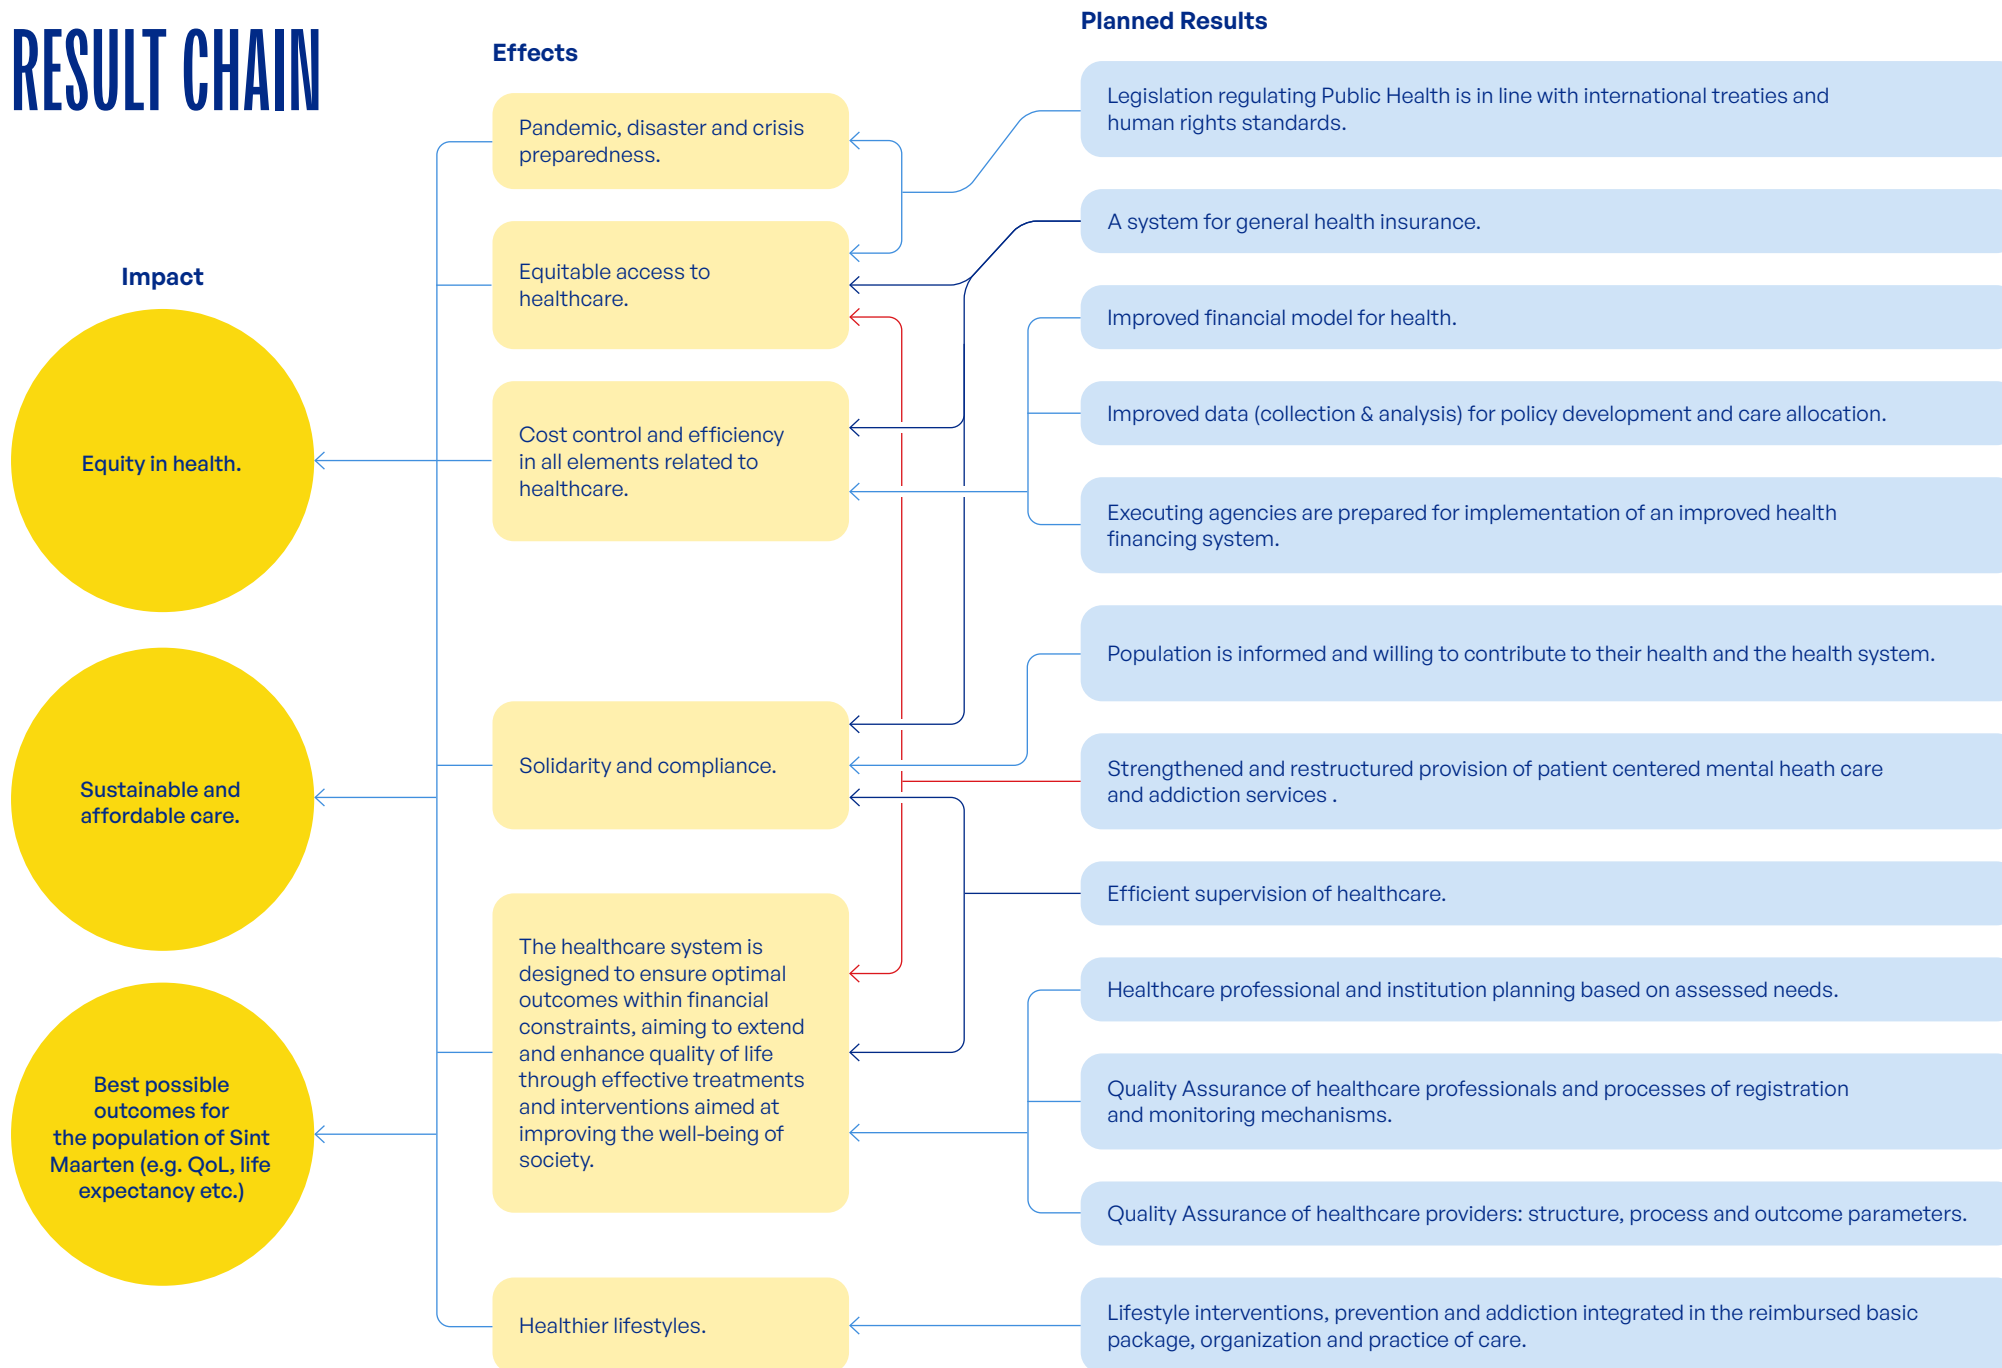 RESULT CHAIN
Impact
Equity in health.
Sustainable and
affordable care.
Best possible
outcomes for
the population of Sint
Maarten (e.g. QoL, life
expectancy etc.)
Effects
Pandemic, disaster and crisis
preparedness.
Equitable access to
healthcare.
Cost control and efficiency
in all elements related to
healthcare.
Solidarity and compliance.
The healthcare system is
designed to ensure optimal
outcomes within financial
constraints, aiming to extend
and enhance quality of life
through effective treatments
and interventions aimed at
improving the well-being of
society.
Healthier lifestyles.
Planned Results
Legislation regulating Public Health is in line with international treaties and
human rights standards.
A system for general health insurance.
Improved financial model for health.
Improved data (collection & analysis) for policy development and care allocation.
Executing agencies are prepared for implementation of an improved health
financing system.
Population is informed and willing to contribute to their health and the health system.
Strengthened and restructured provision of patient centered mental heath care
and addiction services .
Efficient supervision of healthcare.
Healthcare professional and institution planning based on assessed needs.
Quality Assurance of healthcare professionals and processes of registration
and monitoring mechanisms.
Quality Assurance of healthcare providers: structure, process and outcome parameters.
Lifestyle interventions, prevention and addiction integrated in the reimbursed basic
package, organization and practice of care.